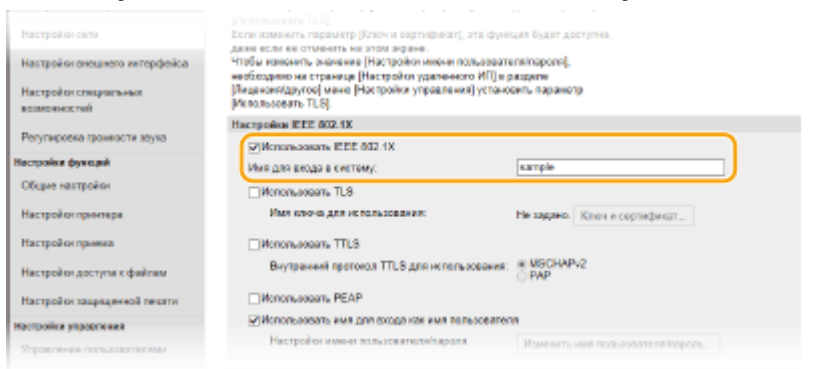 Настройки сети
Настройки внешнего интерфейса
Настройки специальных
возможностей
Регулировка громкости звука
Настройки функций
Общие настройки
Настройки принтера
Настройки приема
Настройки доступа к файлам
Настройки защищенной печати
Настройки управления
Управление пользователями
[Использовать TLS].
Если изменить параметр [Ключ и сертификат], эта функция будет доступна,
даже если ее отменить на этом экране.
Чтобы изменить значение [Настройки имени пользователя/пароля],
необходимо на странице [Настройки удаленного ИП] в разделе
[Лицензия/другое] меню [Настройки управления] установить параметр
[Использовать TLS].
Настройки IEEE 802.1X
Использовать IEEE 802.1X
Имя для входа в систему: sample
Использовать TLS
Имя ключа для использования: Не задано. Ключ и сертификат...
Использовать TTLS
Внутренний протокол TTLS для использования: MSCHAPv2
PAP
Использовать PEAP
Использовать имя для входа как имя пользователя
Настройки имени пользователя/пароля Изменить имя пользователя/пароль...